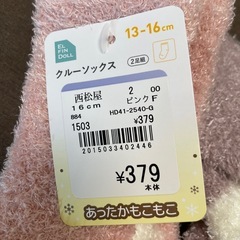 EL
FIN
DOLL
13-16cm
クルーソックス
2足組
西松屋 2 00
16cm ピンクF
884 HD41-2540-G
1503 ¥379
2015033402446
¥379
本体
あったかもこもこ